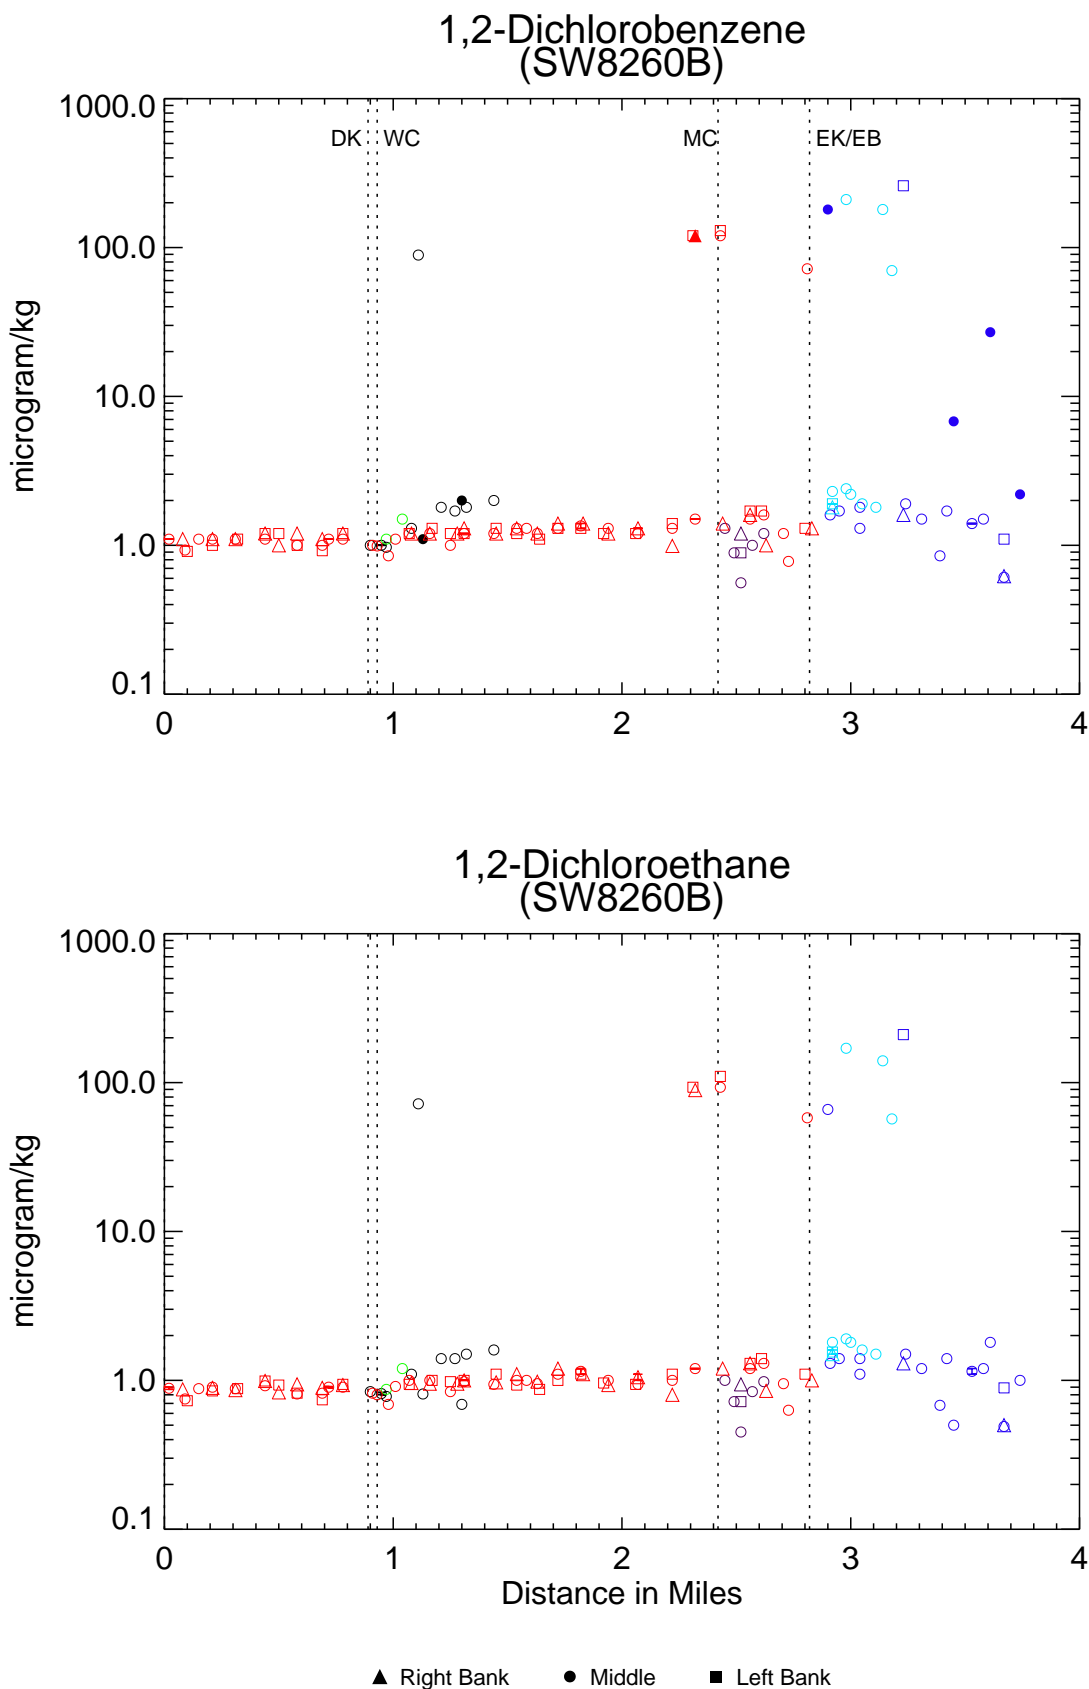 1,2-Dichlorobenzene
(SW8260B)
1000.0
DK
WC
MC
EK/EB
100.0
microgram/kg
10.0
1.0
0.1
0
1
2
3
4
1,2-Dichloroethane
(SW8260B)
1000.0
100.0
microgram/kg
10.0
1.0
0.1
0
1
2
3
4
Distance in Miles
Right Bank
Middle
Left Bank